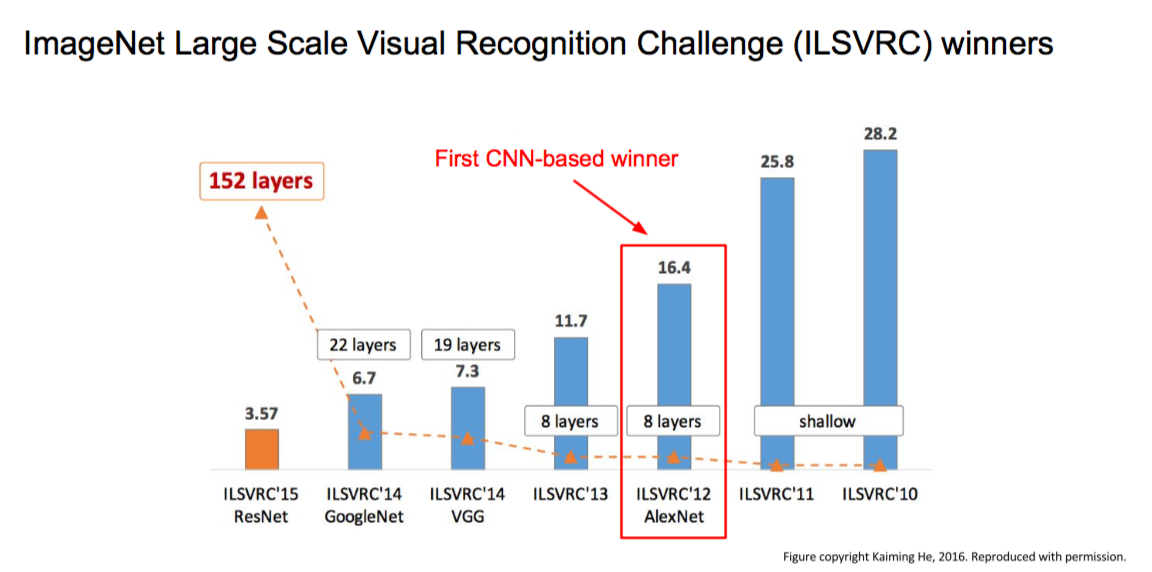 ImageNet Large Scale Visual Recognition Challenge (ILSVRC) winners
28.2
First CNN-based winner
25.8
152 layers
16.4
11.7
22 layers
19 layers
6.7
7.3
3.57
8 layers
8 layers
shallow
ILSVRC'15
ResNet
ILSVRC'14
GoogleNet
ILSVRC'14
VGG
ILSVRC'13
ILSVRC'12
AlexNet
ILSVRC'11
ILSVRC'10
Figure copyright Kaiming He, 2016. Reproduced with permission.